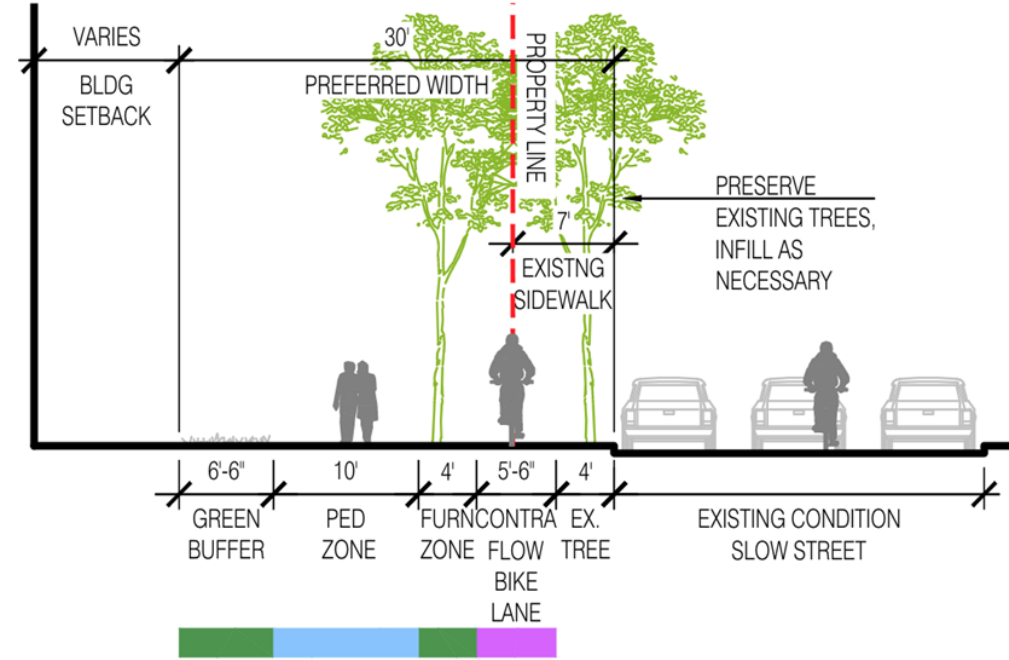 VARIES
BLDG
SETBACK
30'
PREFERRED WIDTH
PROPERTY LINE
7'
EXISTNG
SIDEWALK
PRESERVE
EXISTING TREES,
INFILL AS
NECESSARY
6'-6"
10'
4'
5'-6"
4'
GREEN
BUFFER
PED
ZONE
FURN
ZONE
CONTRA
FLOW
BIKE
LANE
EX.
TREE
EXISTING CONDITION
SLOW STREET